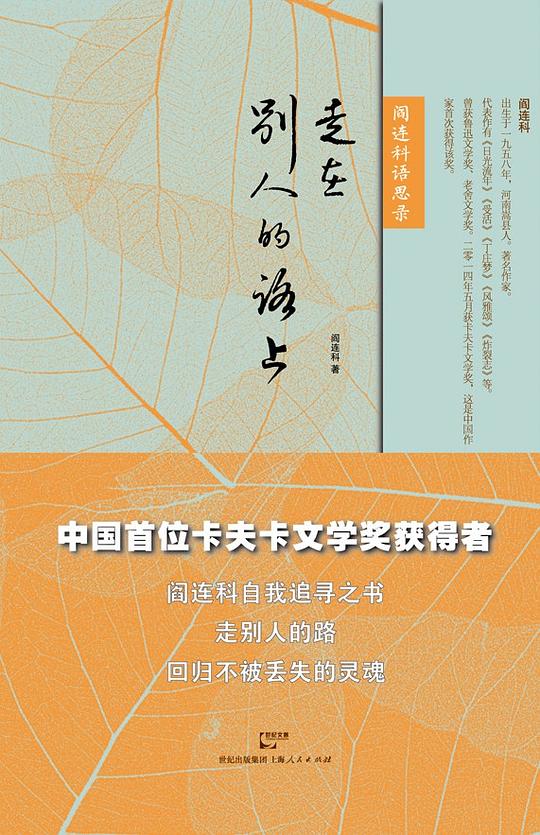 走在
别人的路上
阎连科 著
阎连科语思录
阎连科
出生于一九五八年，河南嵩县人。著名作家。
代表作有《日光流年》《受活》《丁庄梦》《风雅颂》《炸裂志》等。
曾获鲁迅文学奖、老舍文学奖。二零一四年五月获卡夫卡文学奖，这是中国作
家首次获得该奖。
中国首位卡夫卡文学奖获得者
阎连科自我追寻之书
走别人的路
回归不被丢失的灵魂
世纪文景
世纪出版集团 上海人民出版社